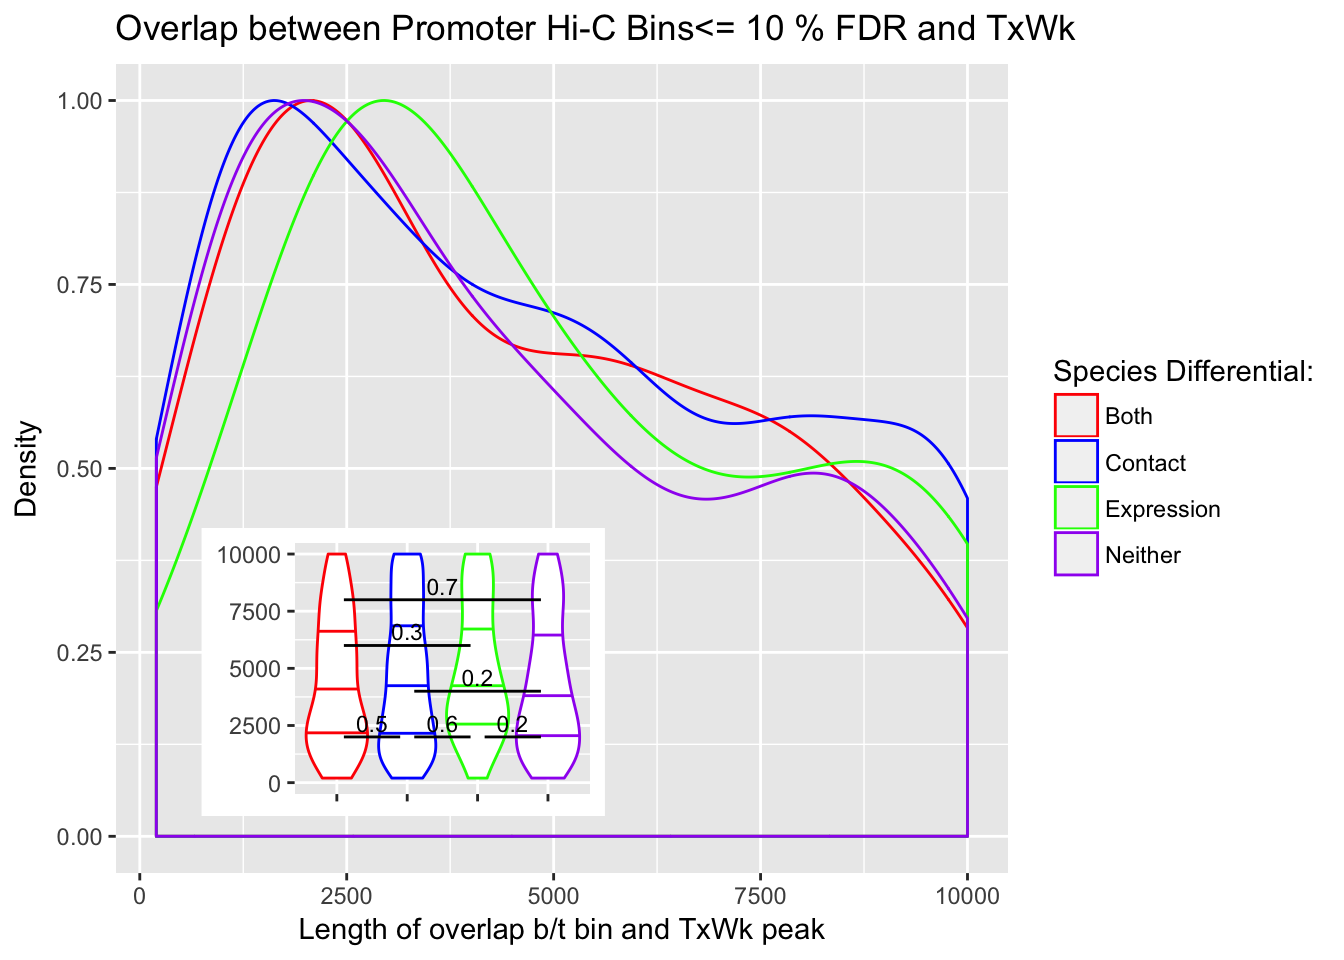 Overlap between Promoter Hi-C Bins<= 10 % FDR and TxWk
1.00
0.75
0.50
0.25
0.00
Density
10000
7500
5000
2500
0
0.7
0.3
0.2
0.5 0.6 0.2
0 2500 5000 7500 10000
Length of overlap b/t bin and TxWk peak
Species Differential:
Both
Contact
Expression
Neither